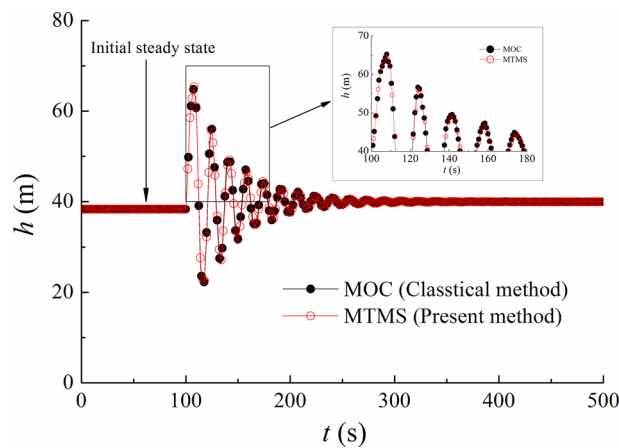 80
60
40
20
0
h (m)
Initial steady state
70
60
50
40
h (m)
MOC
MTMS
100 120 140 160 180
t (s)
MOC (Classtical method)
MTMS (Present method)
0 100 200 300 400 500
t (s)